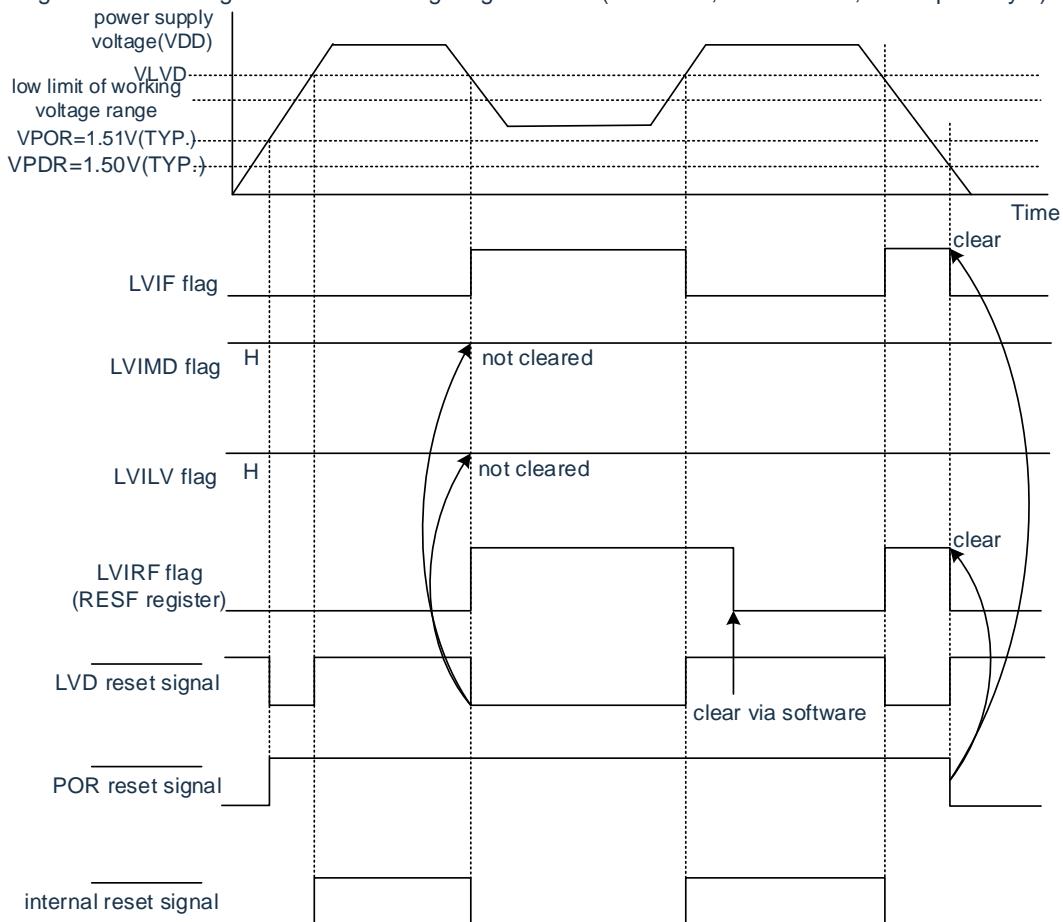 power supply
voltage(VDD)
VLVD
low limit of working
voltage range
VPOR=1.51V(TYP.)
VPDR=1.50V(TYP.)
Time
clear
LVIF flag
H
not cleared
LVIMD flag
H
not cleared
LVILV flag
clear
LVIRF flag
(RESF register)
LVD reset signal
clear via software
POR reset signal
internal reset signal